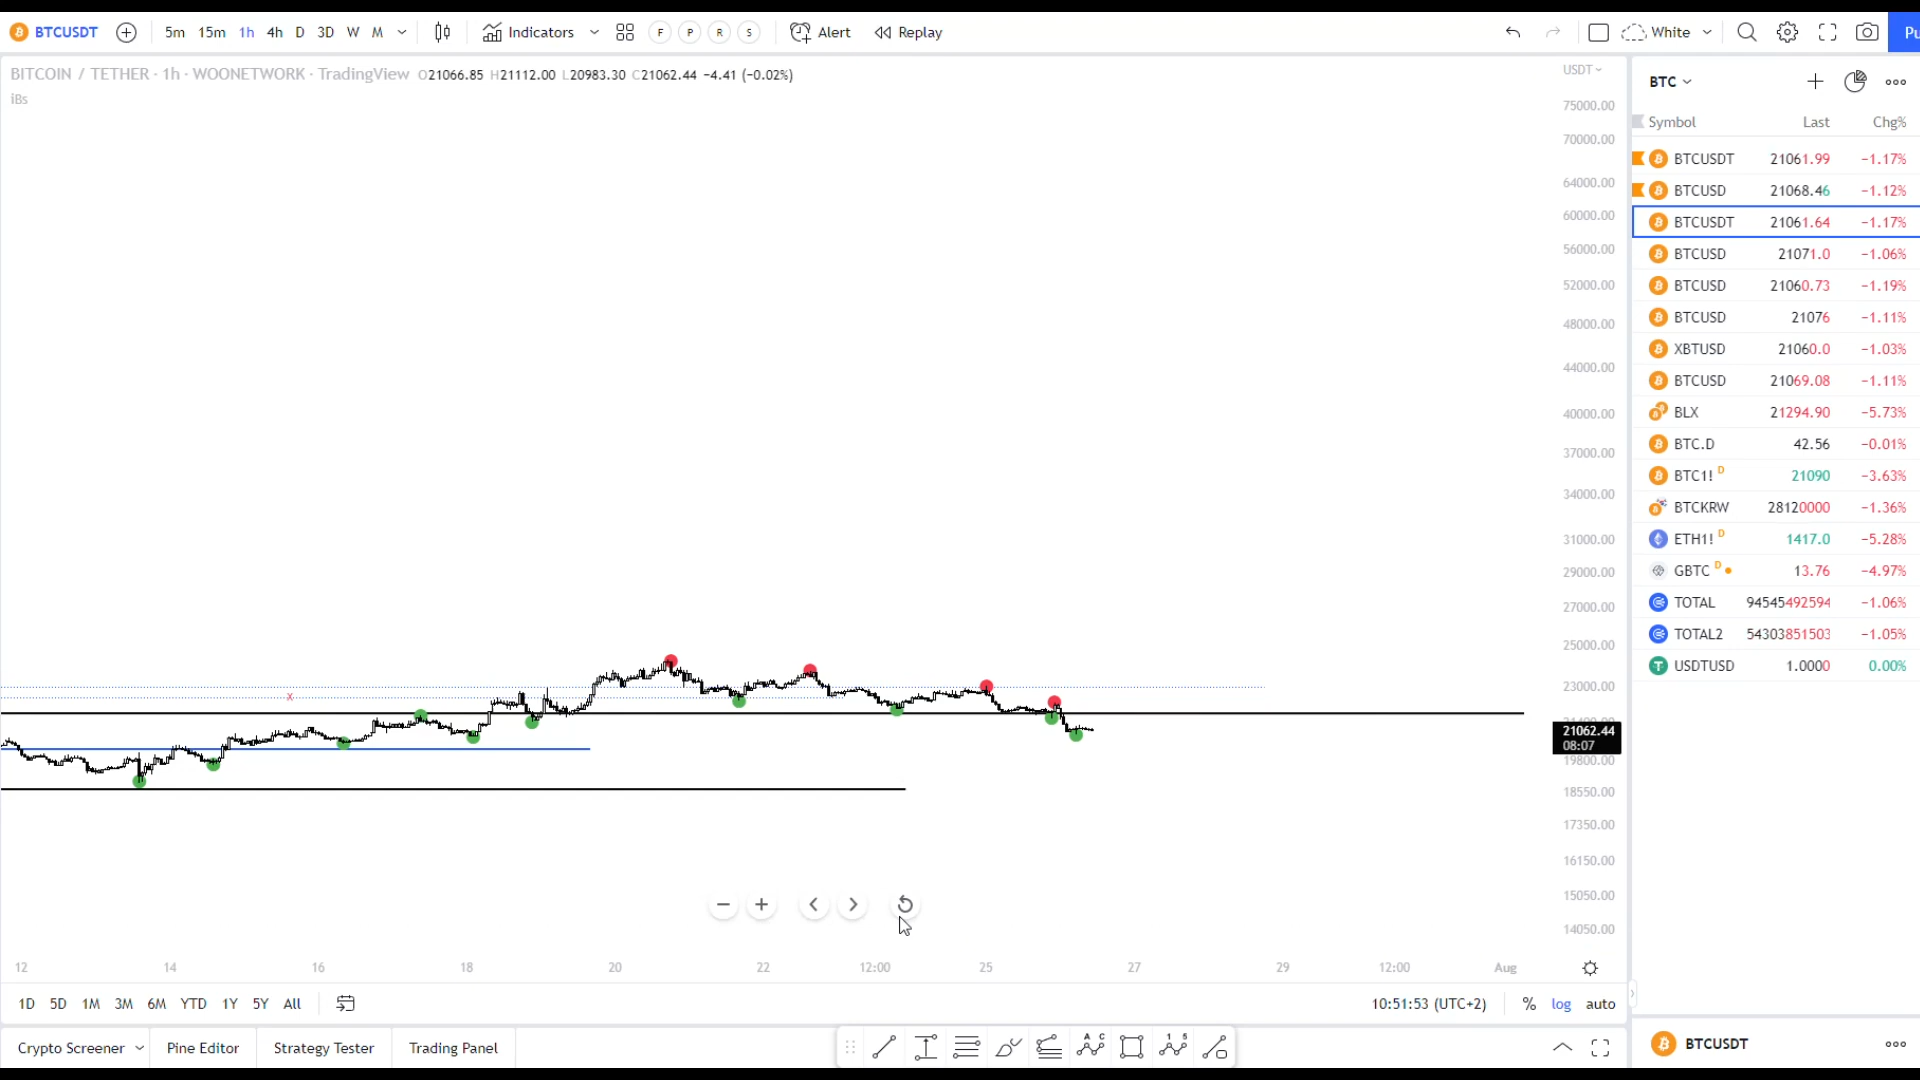 BTCUSDT 5m 15m 1h 4h D 3D W M Indicators F P R S Alert Replay White Pu
BITCOIN / TETHER · 1h · WOONETWORK · TradingView O21066.85 H21112.00 L20983.30 C21062.44 −4.41 (−0.02%)
iBs
USDT
75000.00
70000.00
64000.00
60000.00
56000.00
52000.00
48000.00
44000.00
40000.00
37000.00
34000.00
31000.00
29000.00
27000.00
25000.00
23000.00
21062.44
08:07
19800.00
18550.00
17350.00
16150.00
15050.00
14050.00
x
12 14 16 18 20 22 12:00 25 27 29 12:00 Aug
1D 5D 1M 3M 6M YTD 1Y 5Y All 10:51:53 (UTC+2) % log auto
Crypto Screener Pine Editor Strategy Tester Trading Panel
A C
1 5
BTC
Symbol Last Chg%
BTCUSDT 21061.99 −1.17%
BTCUSD 21068.46 −1.12%
BTCUSDT 21061.64 −1.17%
BTCUSD 21071.0 −1.06%
BTCUSD 21060.73 −1.19%
BTCUSD 21076 −1.11%
XBTUSD 21060.0 −1.03%
BTCUSD 21069.08 −1.11%
BLX 21294.90 −5.73%
BTC.D 42.56 −0.01%
BTC1! D 21090 −3.63%
BTCKRW 28120000 −1.36%
ETH1! D 1417.0 −5.28%
GBTC D 13.76 −4.97%
TOTAL 94545492594 −1.06%
TOTAL2 54303851503 −1.05%
USDTUSD 1.0000 0.00%
BTCUSDT